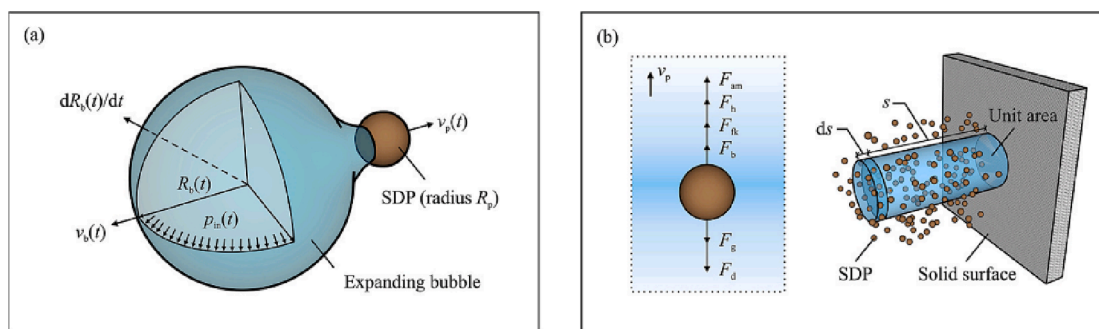 (a)
dR_b(t)/dt
v_p(t)
R_b(t)
SDP (radius R_p)
p_in(t)
v_b(t)
Expanding bubble
(b)
v_p
F_am
F_h
F_fk
F_b
F_g
F_d
s
ds
Unit area
SDP
Solid surface